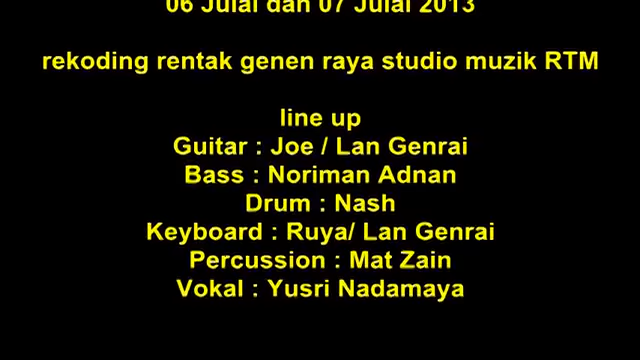 06 Julai dan 07 Julai 2013
rekoding rentak genen raya studio muzik RTM
line up
Guitar : Joe / Lan Genrai
Bass : Noriman Adnan
Drum : Nash
Keyboard : Ruya/ Lan Genrai
Percussion : Mat Zain
Vokal : Yusri Nadamaya